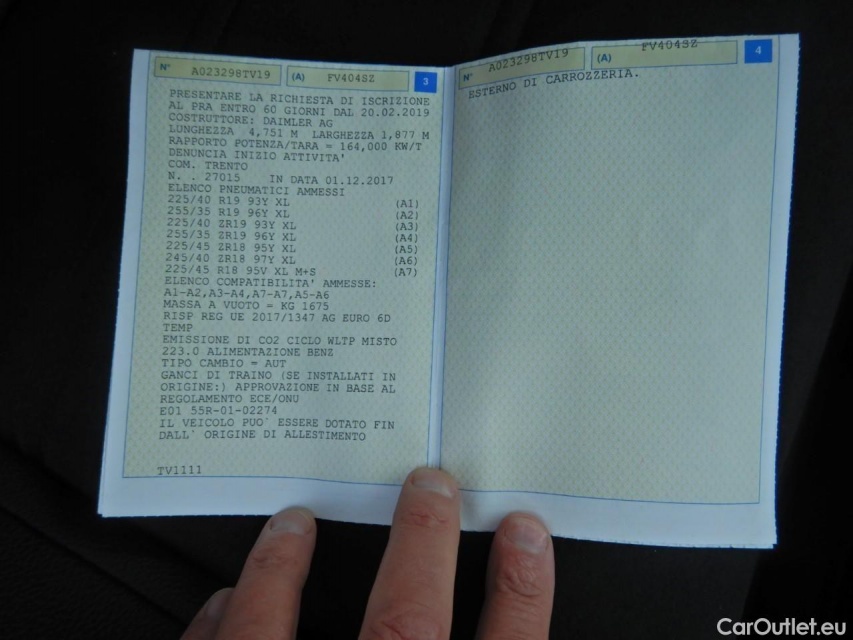 N° A023298TV19 (A) FV404SZ 3
PRESENTARE LA RICHIESTA DI ISCRIZIONE
AL PRA ENTRO 60 GIORNI DAL 20.02.2019
COSTRUTTORE: DAIMLER AG
LUNGHEZZA 4,751 M LARGHEZZA 1,877 M
RAPPORTO POTENZA/TARA = 164,000 KW/T
DENUNCIA INIZIO ATTIVITA'
COM. TRENTO
N. . 27015 IN DATA 01.12.2017
ELENCO PNEUMATICI AMMESSI
225/40 R19 93Y XL (A1)
255/35 R19 96Y XL (A2)
225/40 ZR19 93Y XL (A3)
255/35 ZR19 96Y XL (A4)
225/45 ZR18 95Y XL (A5)
245/40 ZR18 97Y XL (A6)
225/45 R18 95V XL M+S (A7)
ELENCO COMPATIBILITA' AMMESSE:
A1-A2,A3-A4,A7-A7,A5-A6
MASSA A VUOTO = KG 1675
RISP REG UE 2017/1347 AG EURO 6D
TEMP
EMISSIONE DI CO2 CICLO WLTP MISTO
223.0 ALIMENTAZIONE BENZ
TIPO CAMBIO = AUT
GANCI DI TRAINO (SE INSTALLATI IN
ORIGINE:) APPROVAZIONE IN BASE AL
REGOLAMENTO ECE/ONU
E01 55R-01-02274
IL VEICOLO PUO' ESSERE DOTATO FIN
DALL' ORIGINE DI ALLESTIMENTO
TV1111
N° A023298TV19 (A) FV404SZ 4
ESTERNO DI CARROZZERIA.
CarOutlet.eu